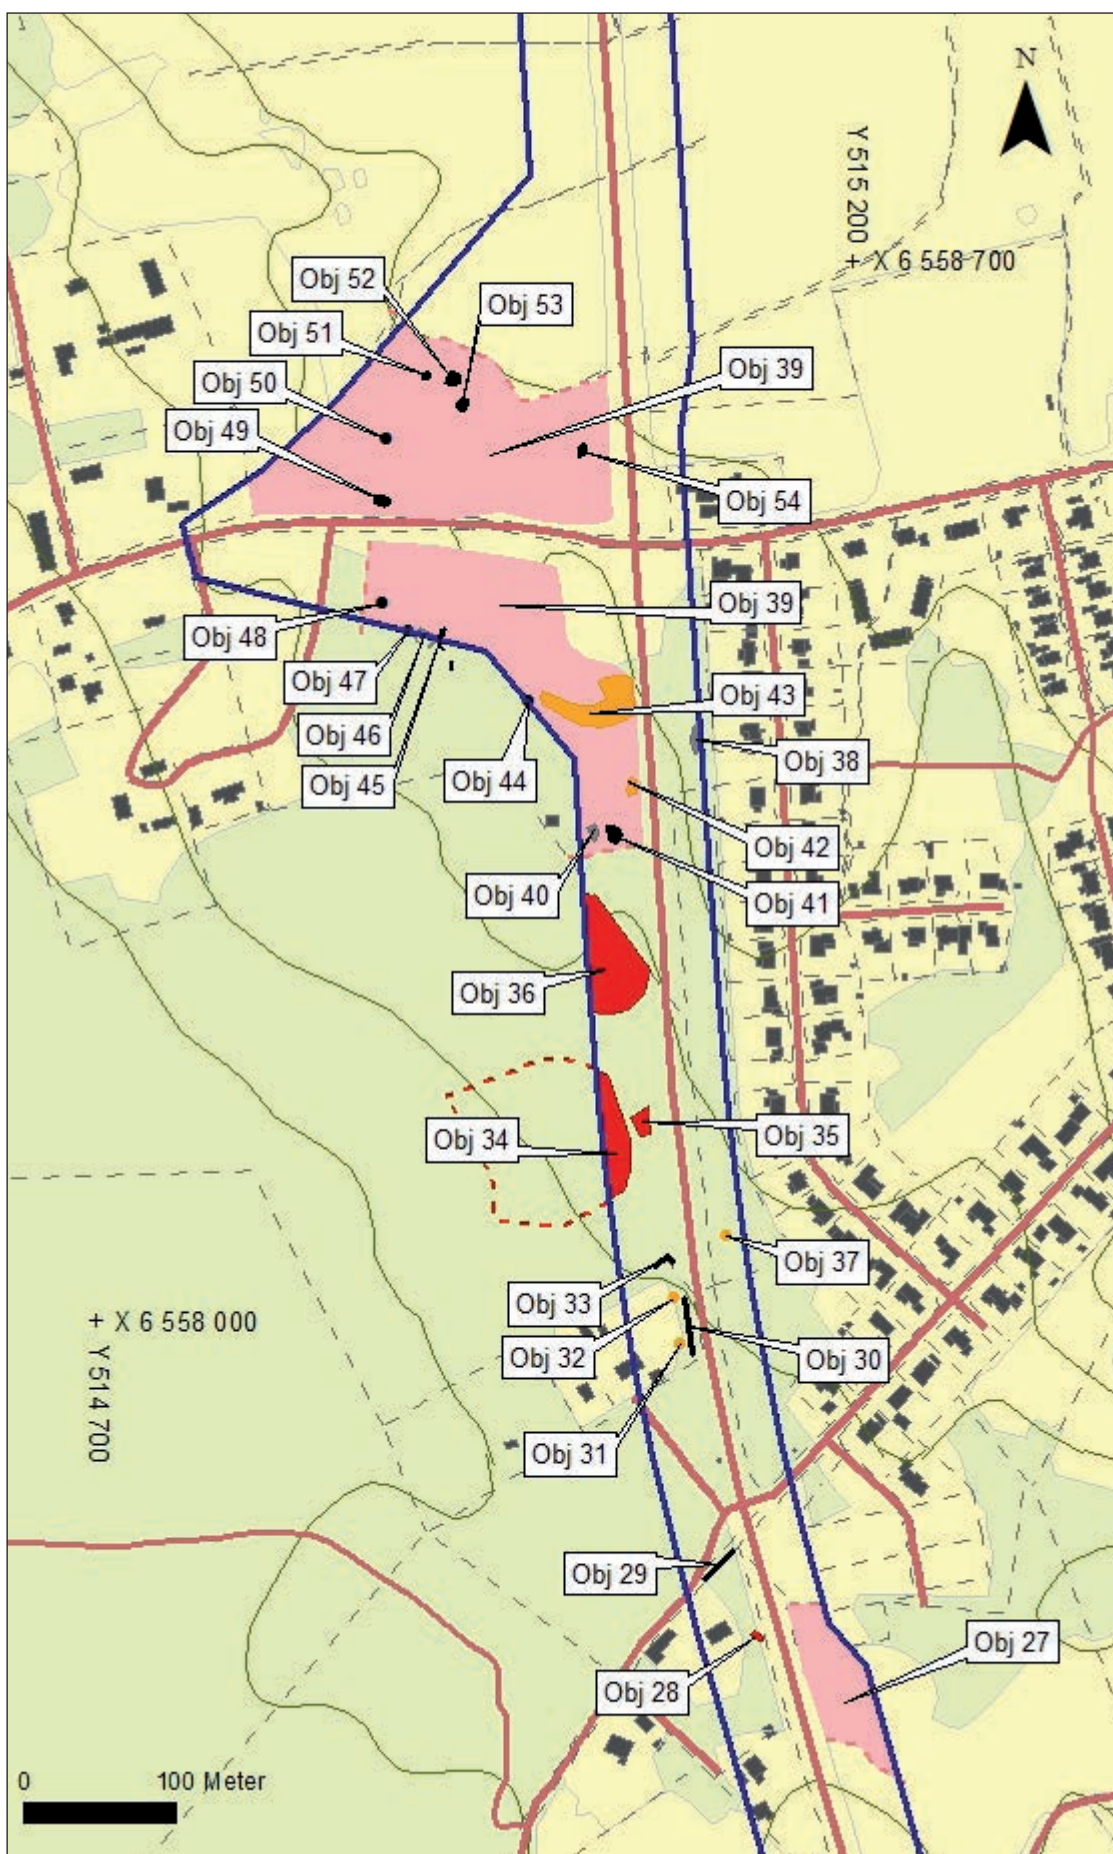 N
Y 515 200
+ X 6 558 700
Obj 52
Obj 53
Obj 51
Obj 39
Obj 50
Obj 49
Obj 54
Obj 39
Obj 48
Obj 47
Obj 43
Obj 46
Obj 38
Obj 45
Obj 44
Obj 42
Obj 40
Obj 41
Obj 36
Obj 34
Obj 35
Obj 37
Obj 33
+ X 6 558 000
Y 514 700
Obj 32
Obj 30
Obj 31
Obj 29
Obj 27
Obj 28
0 100 Meter